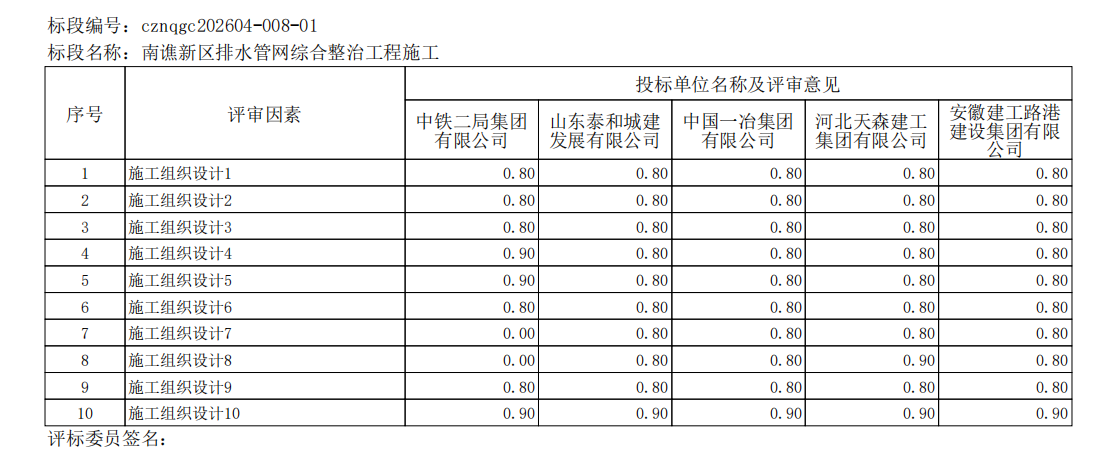 标段编号：cznqgc202604-008-01
标段名称：南谯新区排水管网综合整治工程施工
序号 评审因素 投标单位名称及评审意见
中铁二局集团有限公司 山东泰和城建发展有限公司 中国一冶集团有限公司 河北天森建工集团有限公司 安徽建工路港建设集团有限公司
1 施工组织设计1 0.80 0.80 0.80 0.80 0.80
2 施工组织设计2 0.80 0.80 0.80 0.80 0.80
3 施工组织设计3 0.80 0.80 0.80 0.80 0.80
4 施工组织设计4 0.90 0.80 0.80 0.80 0.80
5 施工组织设计5 0.90 0.80 0.80 0.80 0.80
6 施工组织设计6 0.80 0.80 0.80 0.80 0.80
7 施工组织设计7 0.00 0.80 0.80 0.80 0.80
8 施工组织设计8 0.00 0.80 0.80 0.90 0.80
9 施工组织设计9 0.80 0.80 0.80 0.80 0.80
10 施工组织设计10 0.90 0.90 0.90 0.90 0.90
评标委员签名：